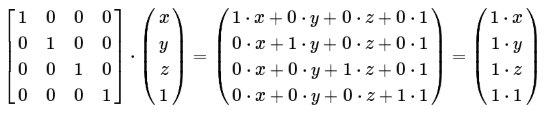 [1 0 0 0] (x) (1·x+0·y+0·z+0·1) (1·x)
[0 1 0 0] · (y) = (0·x+1·y+0·z+0·1) = (1·y)
[0 0 1 0] (z) (0·x+0·y+1·z+0·1) (1·z)
[0 0 0 1] (1) (0·x+0·y+0·z+1·1) (1·1)